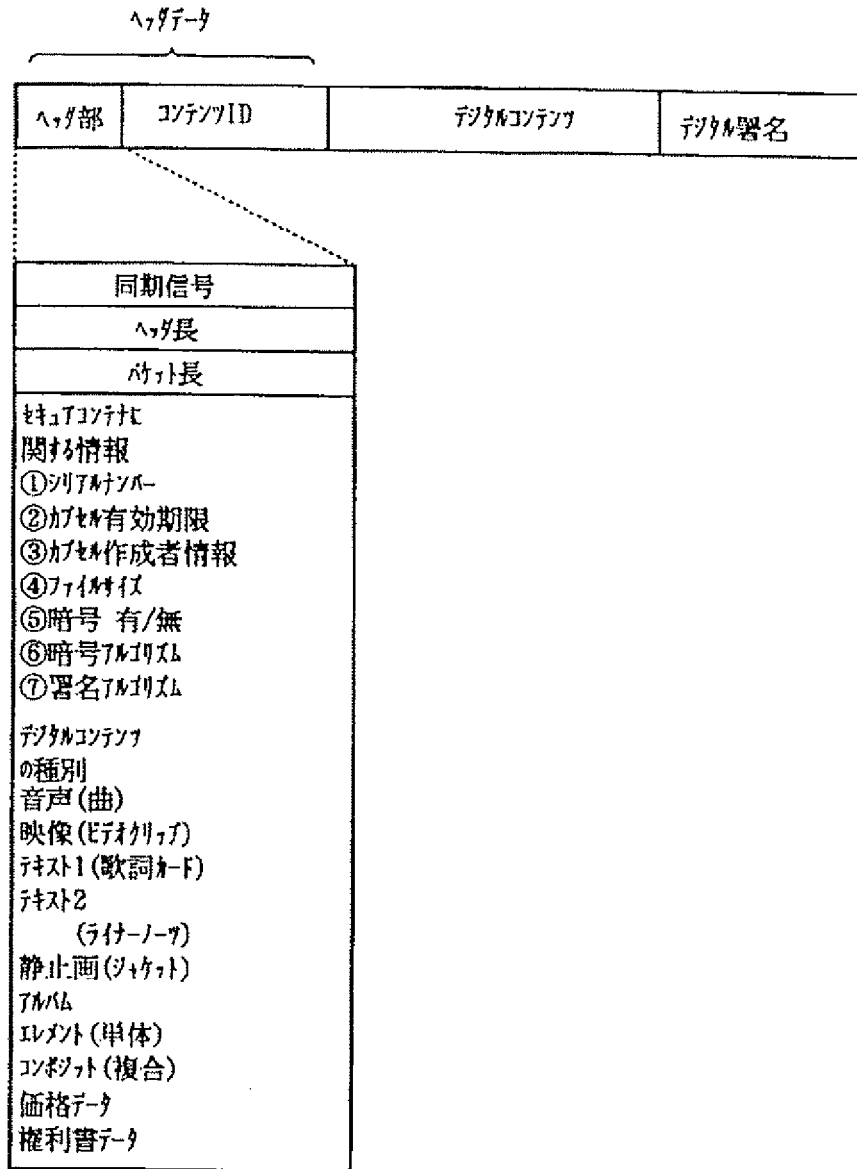 ヘッダデータ
ヘッダ部 コンテンツID デジタルコンテンツ デジタル署名
同期信号
ヘッダ長
パケット長
セキュアコンテナに
関する情報
①シリアルナンバー
②カプセル有効期限
③カプセル作成者情報
④ファイルサイズ
⑤暗号 有/無
⑥暗号アルゴリズム
⑦署名アルゴリズム
デジタルコンテンツ
の種別
音声(曲)
映像(ビデオクリップ)
テキスト1(歌詞カード)
テキスト2
(ライナーノーツ)
静止画(ジャケット)
アルバム
エレメント(単体)
コンポジット(複合)
価格データ
権利書データ